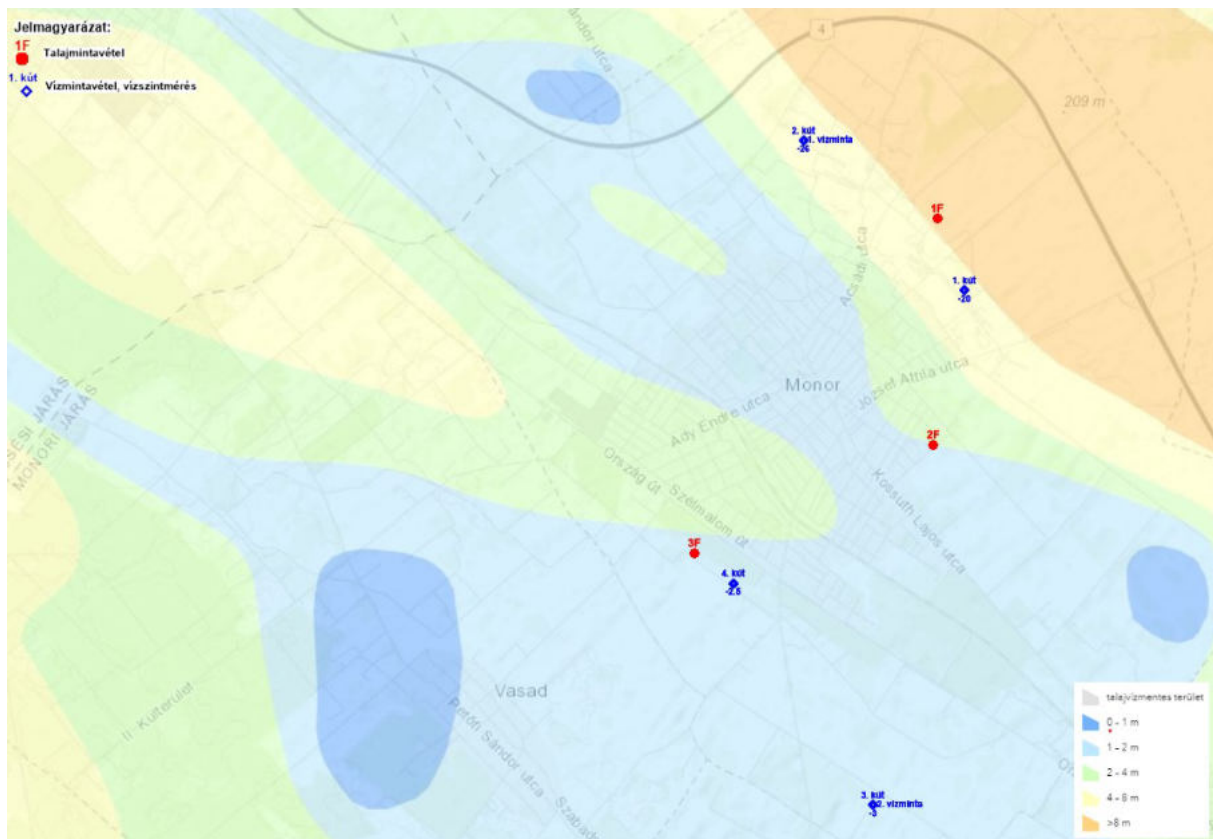 Jelmagyarázat:
1F
Talajmintavétel
1. kút
Vízmintavétel, vízszintmérés
Sándor utca
4
209 m
2. kút
1. vízminta
-26
1F
Acsádi utca
1. kút
-20
Monor
József Attila utca
Ady Endre utca
2F
Ország út
Szélmalom út
Kossuth Lajos utca
MONORI JÁRÁS
3F
4. kút
-2.5
Vasad
II Külterület
Petőfi Sándor utca
3. kút
2. vízminta
-3
talajvízmentes terület
0 - 1 m
1 - 2 m
2 - 4 m
4 - 8 m
>8 m